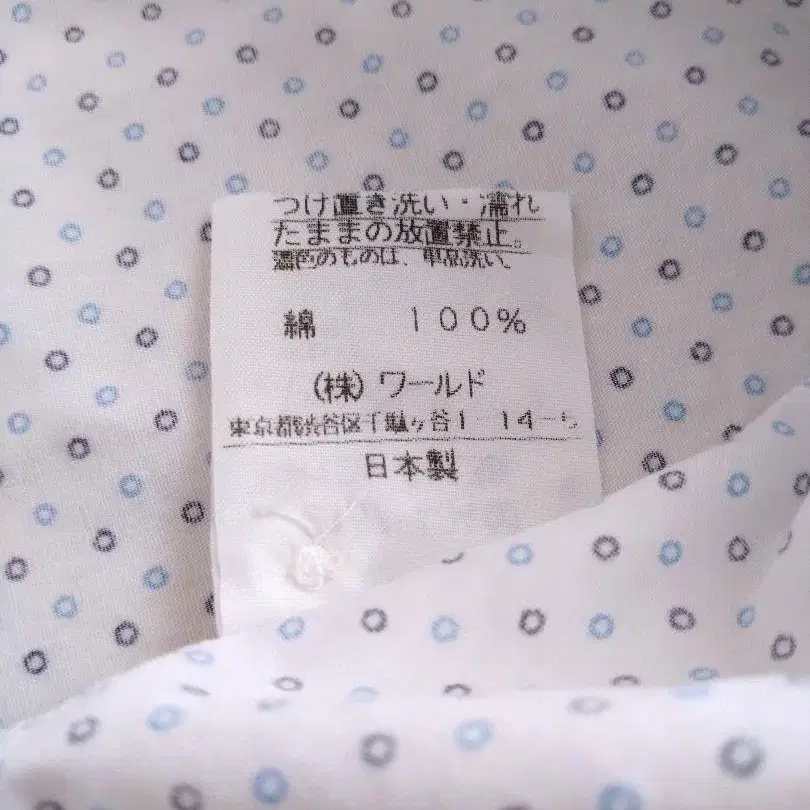 つけ置き洗い・濡れ
たままの放置禁止。
濃色のものは、単品洗い、
綿 100%
(株) ワールド
東京都渋谷区千駄ヶ谷1-14-
日本製